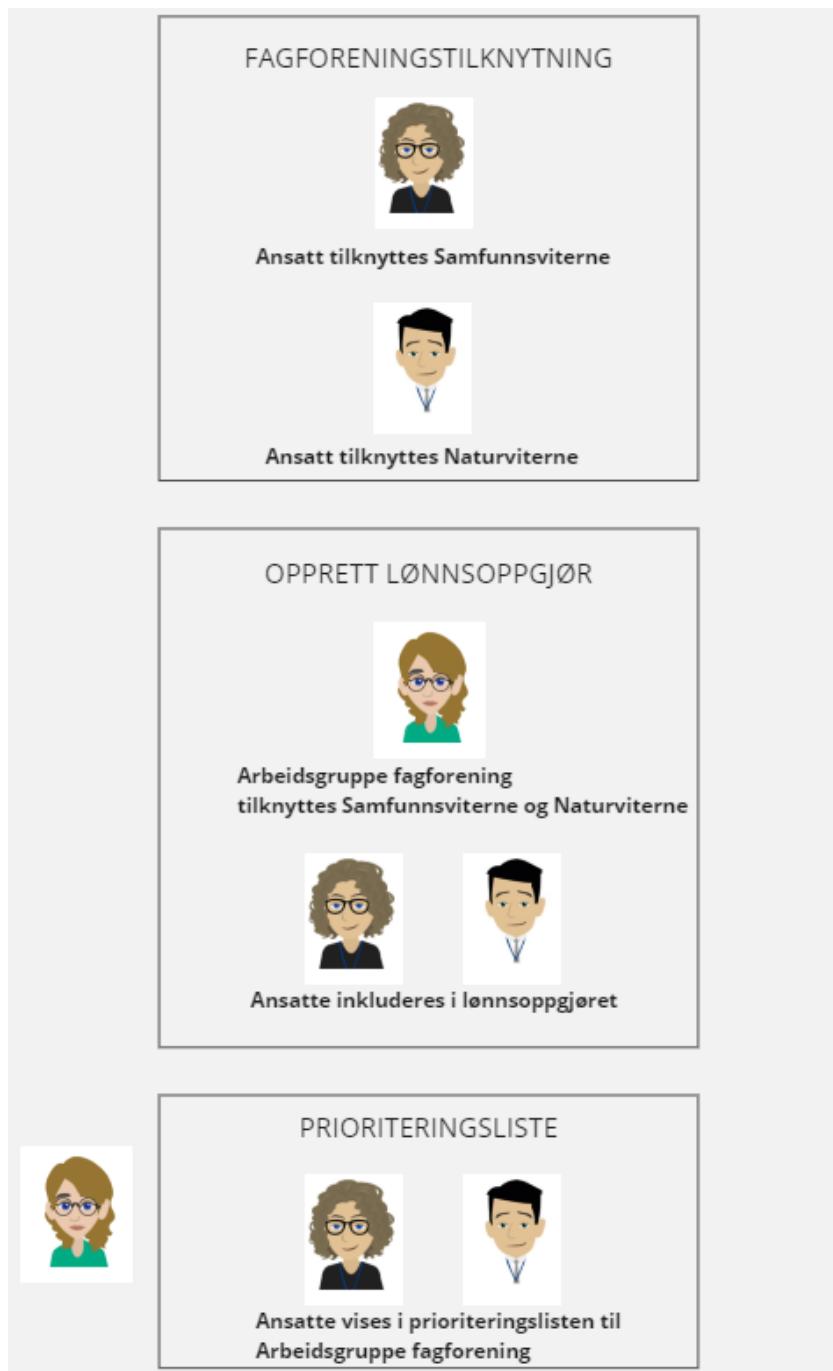 FAGFORENINGSTILKNYTNING
Ansatt tilknyttes Samfunnsviterne
Ansatt tilknyttes Naturviterne
OPPRETT LØNNSOPPGJØR
Arbeidsgruppe fagforening
tilknyttes Samfunnsviterne og Naturviterne
Ansatte inkluderes i lønnsoppgjøret
PRIORITERINGSLISTE
Ansatte vises i prioriteringslisten til
Arbeidsgruppe fagforening